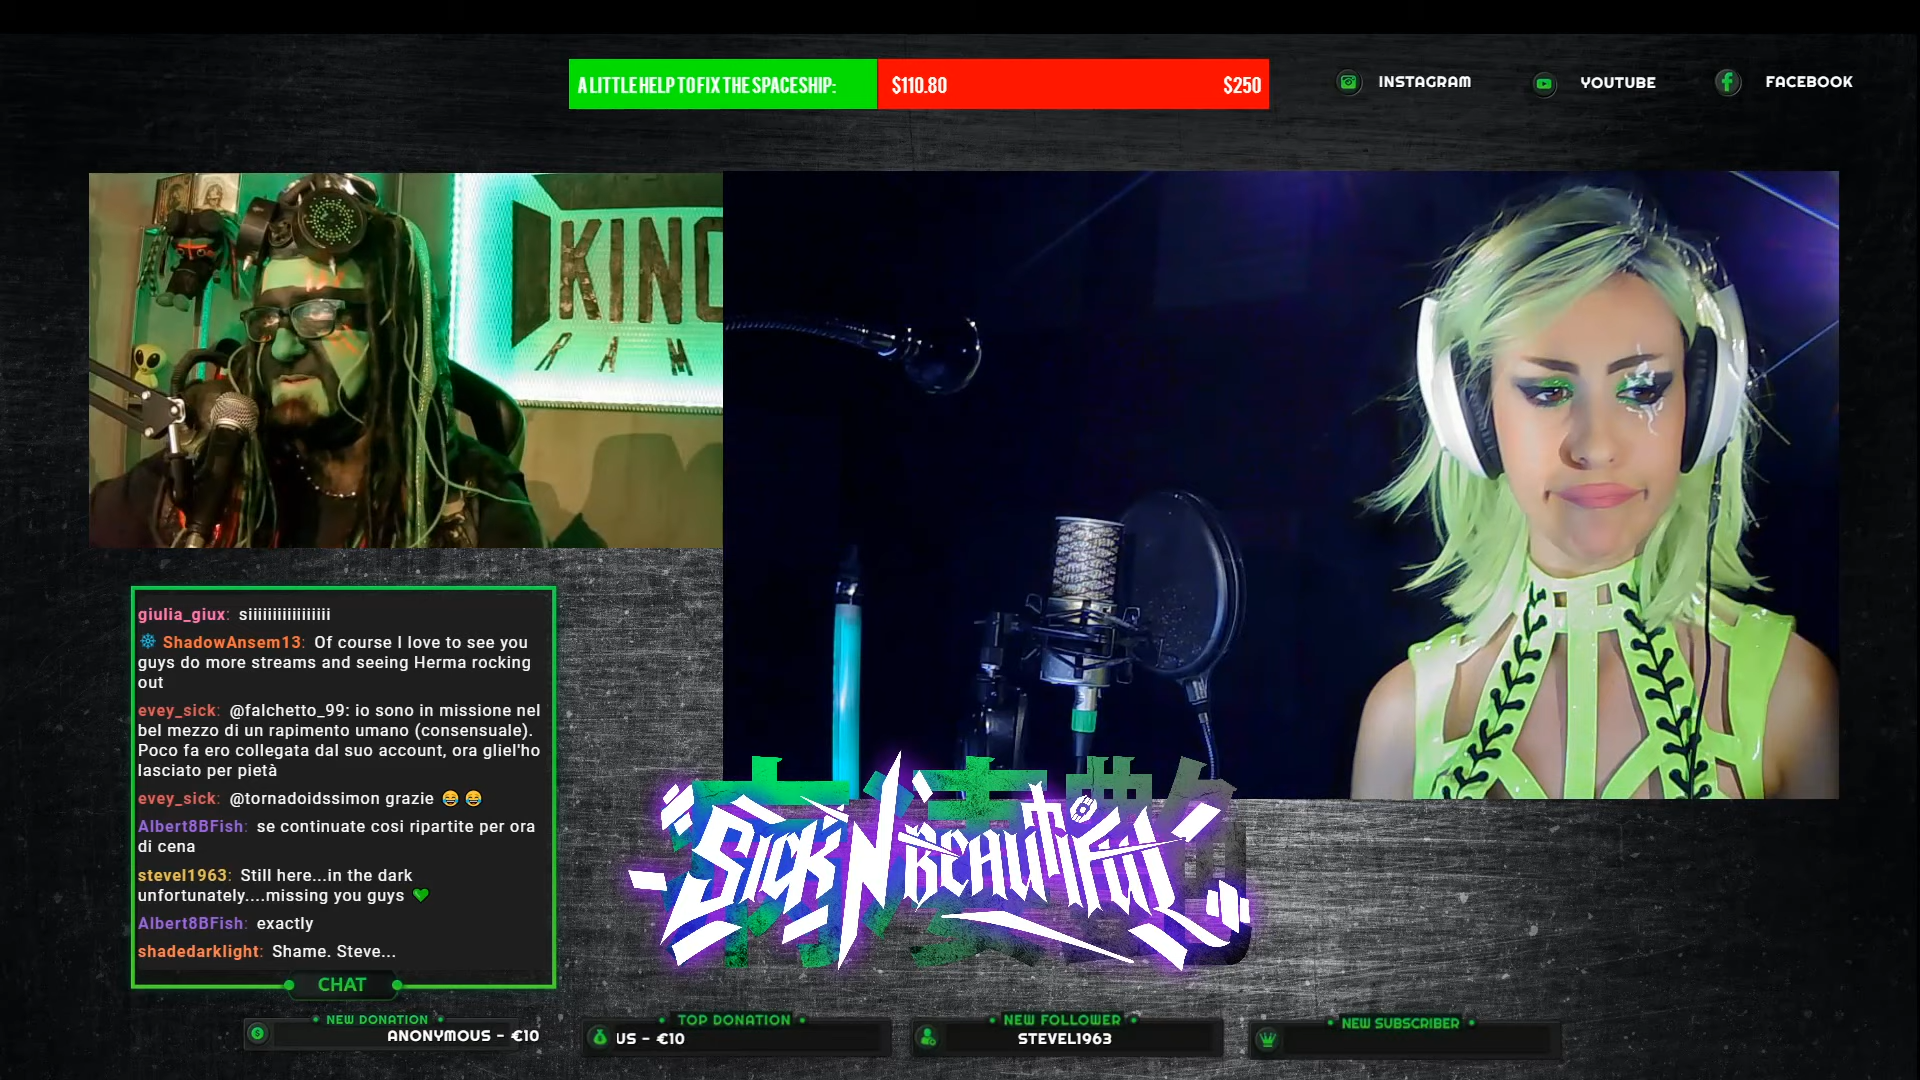 A LITTLE HELP TO FIX THE SPACESHIP:
$110.80
$250
INSTAGRAM
YOUTUBE
FACEBOOK
KING
giulia_giux: siiiiiiiiiiiiiiii
ShadowAnsem13: Of course I love to see you
guys do more streams and seeing Herma rocking
out
evey_sick: @falchetto_99: io sono in missione nel
bel mezzo di un rapimento umano (consensuale).
Poco fa ero collegata dal suo account, ora gliel'ho
lasciato per pietà
evey_sick: @tornadoidssimon grazie 😂 😂
Albert8BFish: se continuate cosi ripartite per ora
di cena
stevel1963: Still here...in the dark
unfortunately....missing you guys 💚
Albert8BFish: exactly
shadedarklight: Shame. Steve...
CHAT
SICK N BEAUTIFUL
NEW DONATION
ANONYMOUS - €10
TOP DONATION
US - €10
NEW FOLLOWER
STEVEL1963
NEW SUBSCRIBER